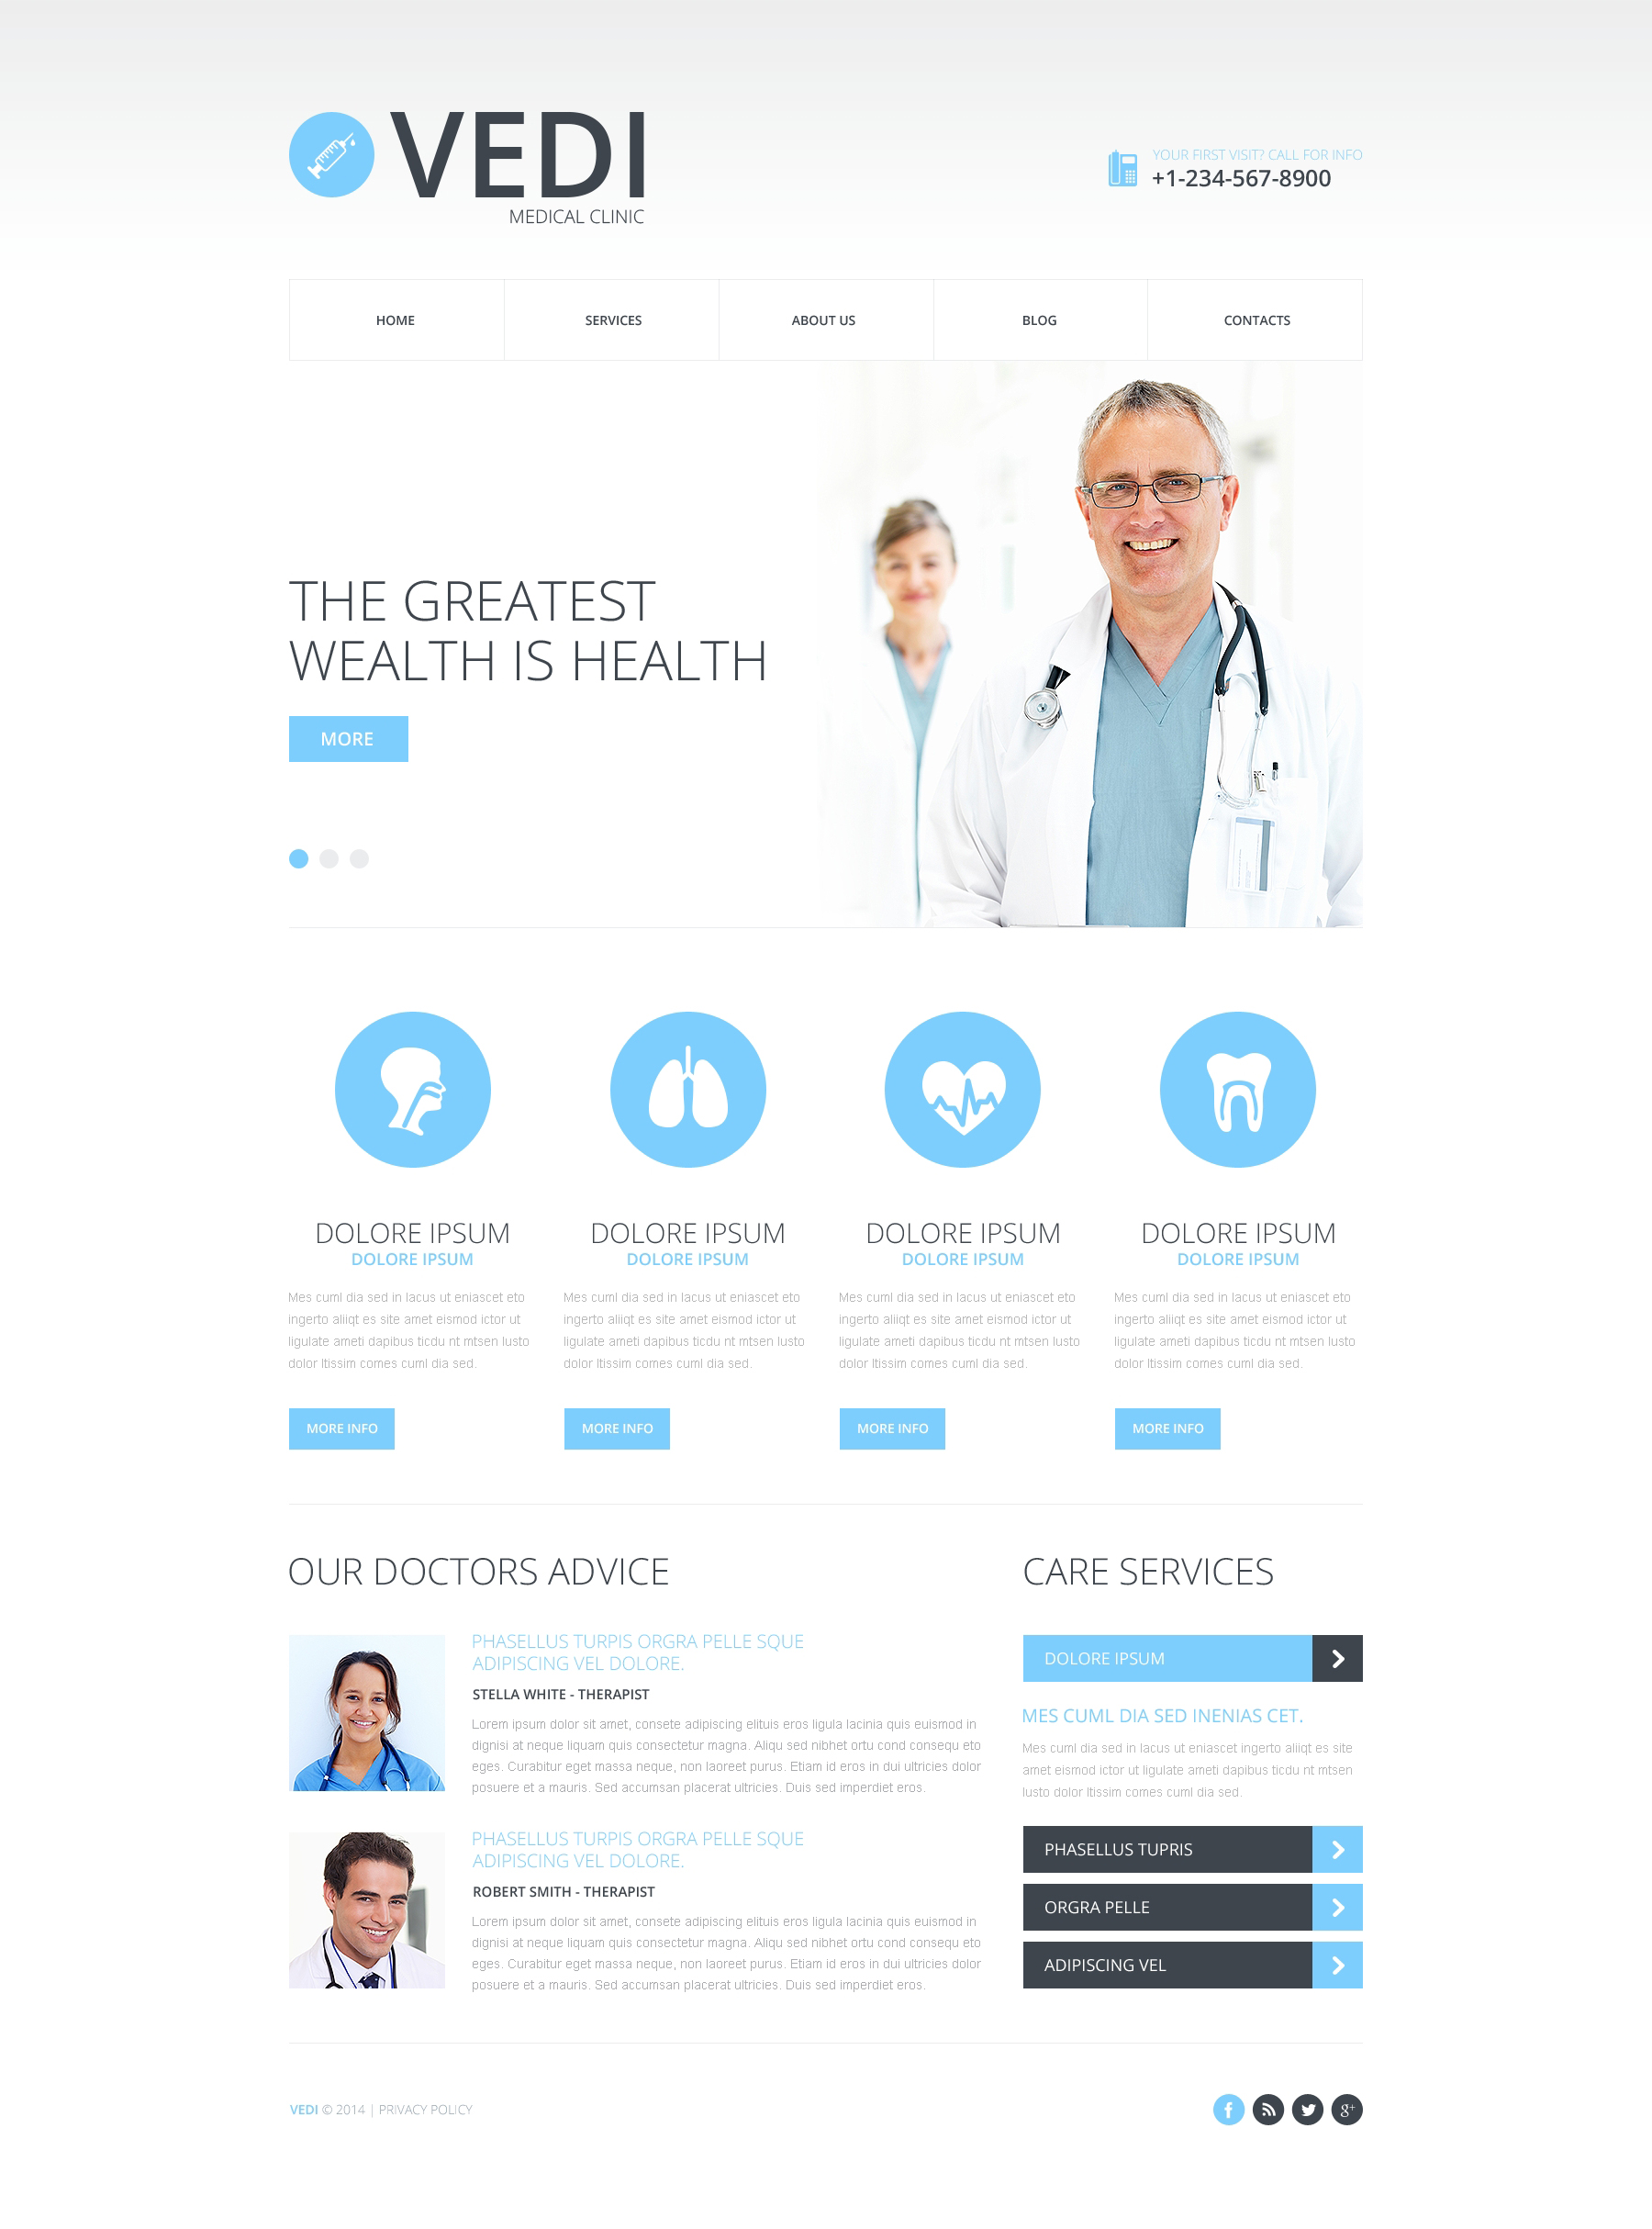 VEDI
MEDICAL CLINIC
YOUR FIRST VISIT? CALL FOR INFO
+1-234-567-8900
HOME
SERVICES
ABOUT US
BLOG
CONTACTS
THE GREATEST
WEALTH IS HEALTH
MORE
DOLORE IPSUM
DOLORE IPSUM
Mes cuml dia sed in lacus ut eniascet eto
ingerto aliiqt es site amet eismod ictor ut
ligulate ameti dapibus ticdu nt mtsen lusto
dolor ltissim comes cuml dia sed.
MORE INFO
DOLORE IPSUM
DOLORE IPSUM
Mes cuml dia sed in lacus ut eniascet eto
ingerto aliiqt es site amet eismod ictor ut
ligulate ameti dapibus ticdu nt mtsen lusto
dolor ltissim comes cuml dia sed.
MORE INFO
DOLORE IPSUM
DOLORE IPSUM
Mes cuml dia sed in lacus ut eniascet eto
ingerto aliiqt es site amet eismod ictor ut
ligulate ameti dapibus ticdu nt mtsen lusto
dolor ltissim comes cuml dia sed.
MORE INFO
DOLORE IPSUM
DOLORE IPSUM
Mes cuml dia sed in lacus ut eniascet eto
ingerto aliiqt es site amet eismod ictor ut
ligulate ameti dapibus ticdu nt mtsen lusto
dolor ltissim comes cuml dia sed.
MORE INFO
OUR DOCTORS ADVICE
PHASELLUS TURPIS ORGRA PELLE SQUE
ADIPISCING VEL DOLORE.
STELLA WHITE - THERAPIST
Lorem ipsum dolor sit amet, consete adipiscing elituis eros ligula lacinia quis euismod in
dignisi at neque liquam quis consectetur magna. Aliqu sed nibhet ortu cond consequ eto
eges. Curabitur eget massa neque, non laoreet purus. Etiam id eros in dui ultricies dolor
posuere et a mauris. Sed accumsan placerat ultricies. Duis sed imperdiet eros.
PHASELLUS TURPIS ORGRA PELLE SQUE
ADIPISCING VEL DOLORE.
ROBERT SMITH - THERAPIST
Lorem ipsum dolor sit amet, consete adipiscing elituis eros ligula lacinia quis euismod in
dignisi at neque liquam quis consectetur magna. Aliqu sed nibhet ortu cond consequ eto
eges. Curabitur eget massa neque, non laoreet purus. Etiam id eros in dui ultricies dolor
posuere et a mauris. Sed accumsan placerat ultricies. Duis sed imperdiet eros.
CARE SERVICES
DOLORE IPSUM
MES CUML DIA SED INENIAS CET.
Mes cuml dia sed in lacus ut eniascet ingerto aliiqt es site
amet eismod ictor ut ligulate ameti dapibus ticdu nt mtsen
lusto dolor ltissim comes cuml dia sed.
PHASELLUS TUPRIS
ORGRA PELLE
ADIPISCING VEL
VEDI © 2014 | PRIVACY POLICY